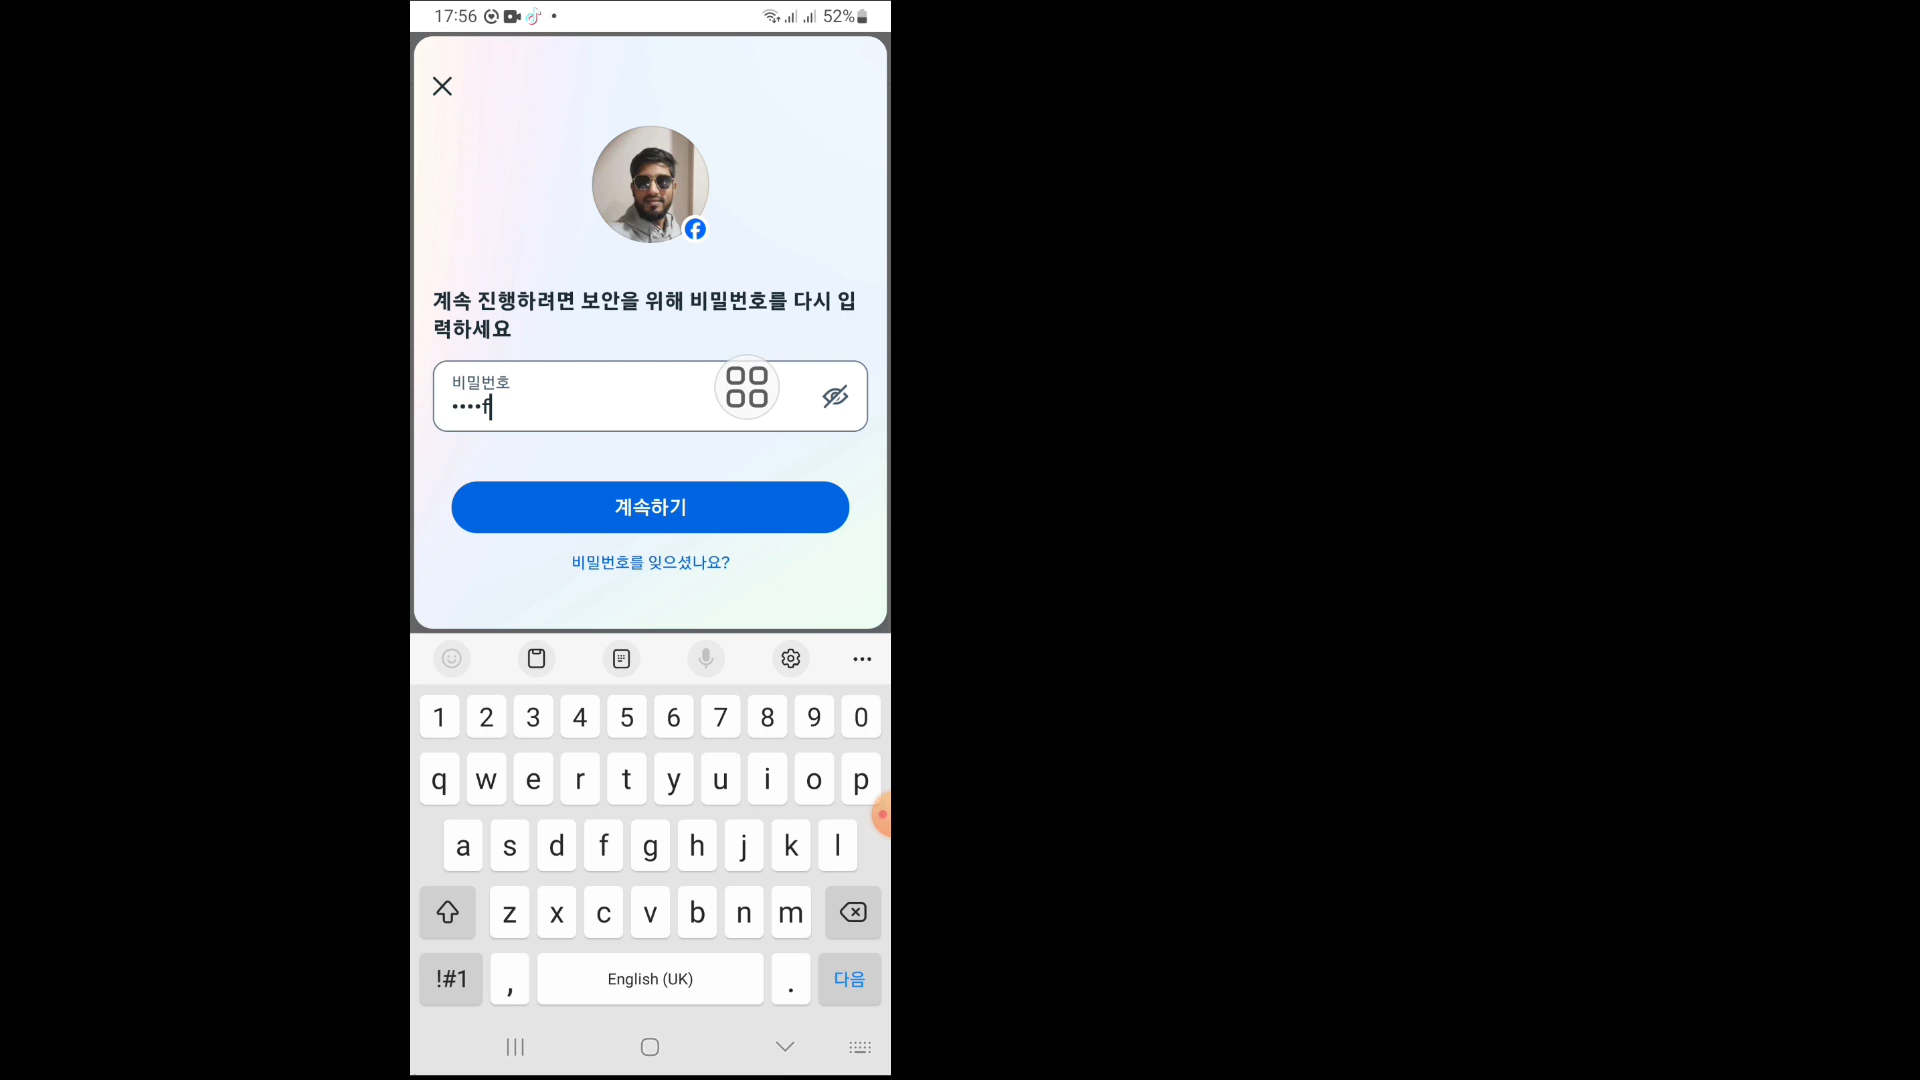 17:56 52%
계속 진행하려면 보안을 위해 비밀번호를 다시 입
력하세요
비밀번호
••••f
계속하기
비밀번호를 잊으셨나요?
1 2 3 4 5 6 7 8 9 0
q w e r t y u i o p
a s d f g h j k l
z x c v b n m
!#1 , English (UK) . 다음